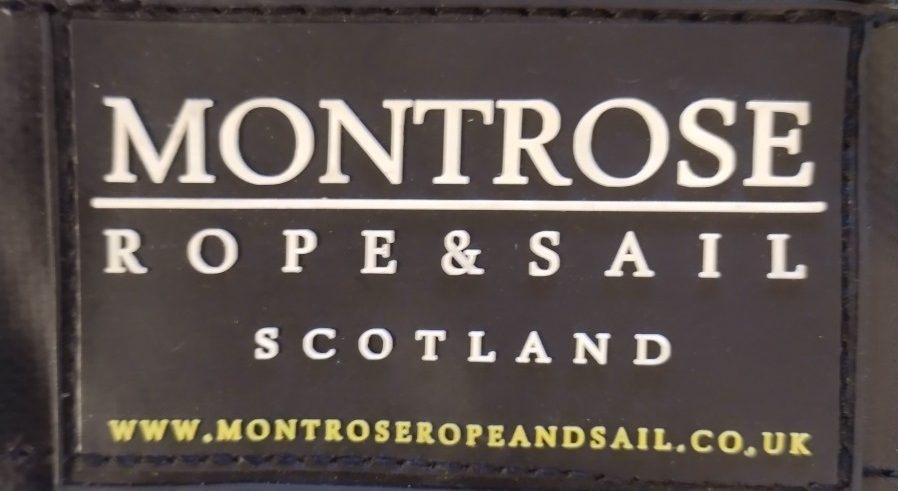 MONTROSE
ROPE & SAIL
SCOTLAND
WWW.MONTROSEROPEANDSAIL.CO.UK